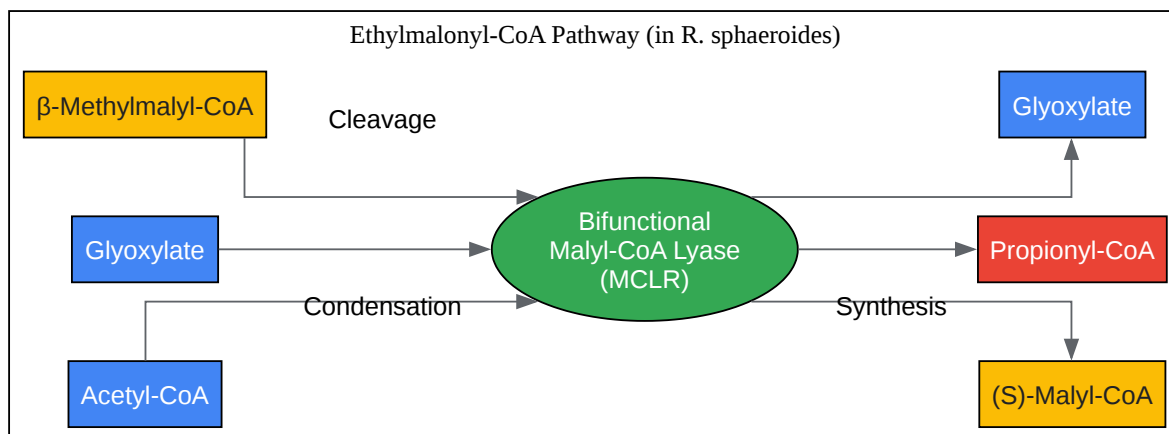 Ethylmalonyl-CoA Pathway (in R. sphaeroides)
β-Methylmalyl-CoA
Cleavage
Glyoxylate
Glyoxylate
Bifunctional
Malyl-CoA Lyase
(MCLR)
Propionyl-CoA
Condensation
Synthesis
Acetyl-CoA
(S)-Malyl-CoA